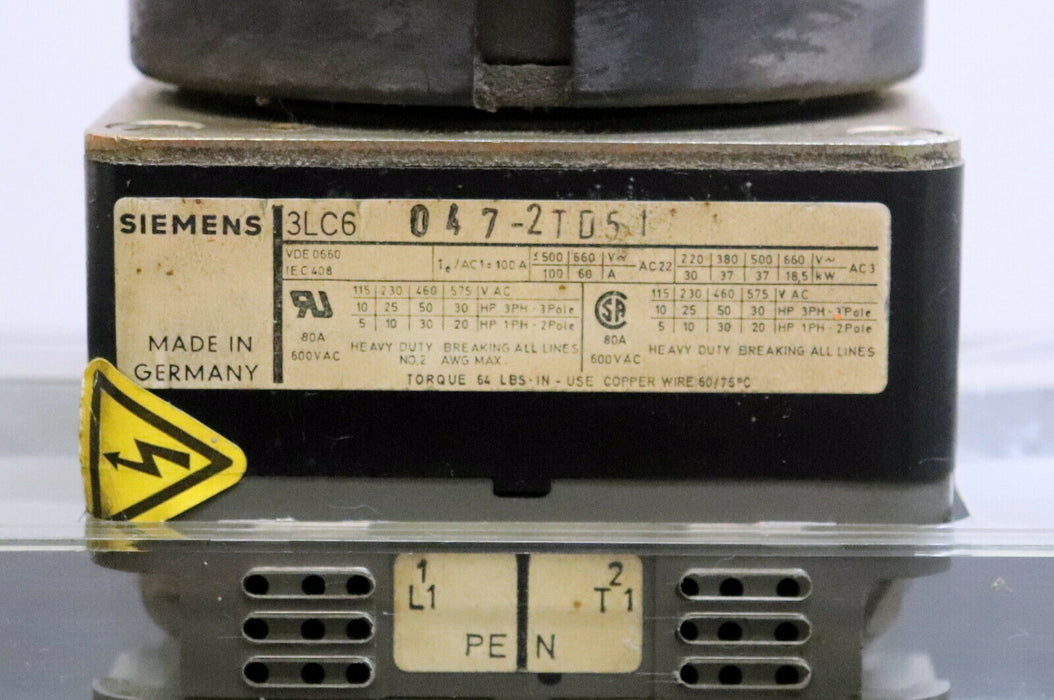 SIEMENS 3LC6 047-2TD51
VDE 0660
IEC 408
Te/AC1=100A
≤500 660 V~ AC22
100 60 A
220 380 500 660 V~ AC3
30 37 37 18,5 kW
115 230 460 575 V AC
10 25 50 30 HP 3PH-3Pole
5 10 30 20 HP 1PH-2Pole
80A
600VAC
HEAVY DUTY BREAKING ALL LINES
NO.2 AWG MAX.
SA
115 230 460 575 V AC
10 25 50 30 HP 3PH-3Pole
5 10 30 20 HP 1PH-2Pole
80A
600VAC
HEAVY DUTY BREAKING ALL LINES
TORQUE 64 LBS-IN - USE COPPER WIRE 60/75°C
MADE IN
GERMANY
1 2
L1 T1
PE N